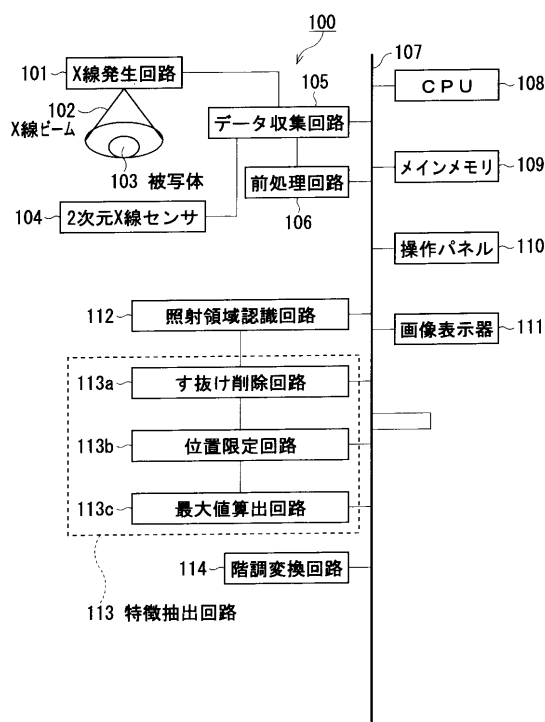 100
107
101 X線発生回路
105
CPU 108
102
X線ビーム
データ収集回路
103 被写体
前処理回路
メインメモリ 109
104 2次元X線センサ
106
操作パネル 110
112 照射領域認識回路
画像表示器 111
113a す抜け削除回路
113b 位置限定回路
113c 最大値算出回路
114 階調変換回路
113 特徴抽出回路